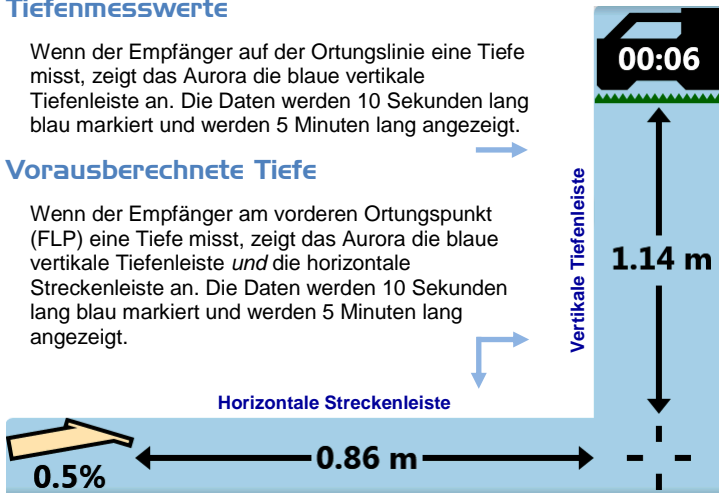 Tiefenmesswerte
Wenn der Empfänger auf der Ortungslinie eine Tiefe
misst, zeigt das Aurora die blaue vertikale
Tiefenleiste an. Die Daten werden 10 Sekunden lang
blau markiert und werden 5 Minuten lang angezeigt.
Vorausberechnete Tiefe
Wenn der Empfänger am vorderen Ortungspunkt
(FLP) eine Tiefe misst, zeigt das Aurora die blaue
vertikale Tiefenleiste und die horizontale
Streckenleiste an. Die Daten werden 10 Sekunden
lang blau markiert und werden 5 Minuten lang
angezeigt.
Horizontale Streckenleiste
Vertikale Tiefenleiste
00:06
1.14 m
0.86 m
0.5%